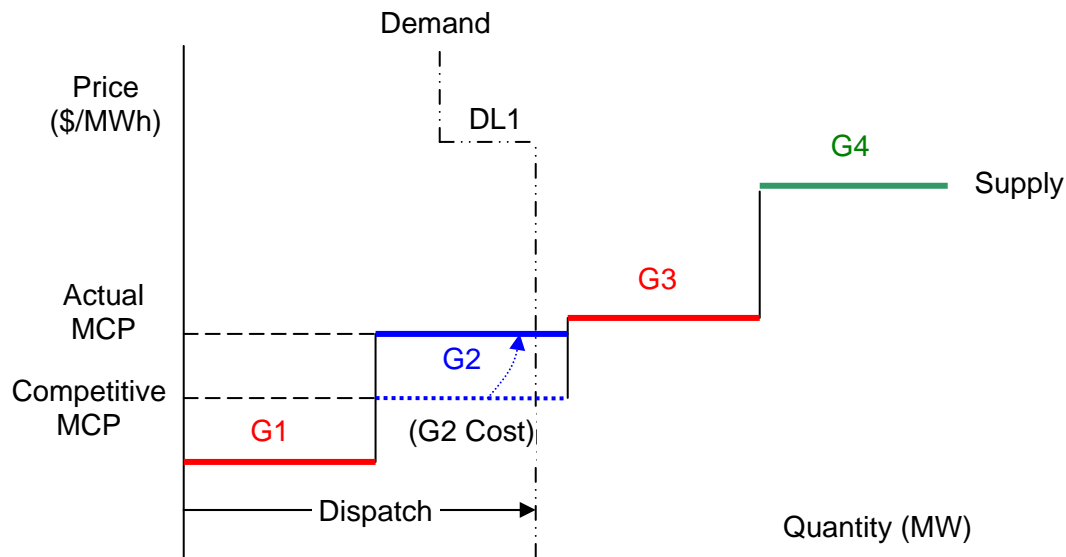 Demand
Price
($/MWh)
DL1
G4
Supply
G3
Actual
MCP
G2
Competitive
MCP
G1
(G2 Cost)
Dispatch
Quantity (MW)